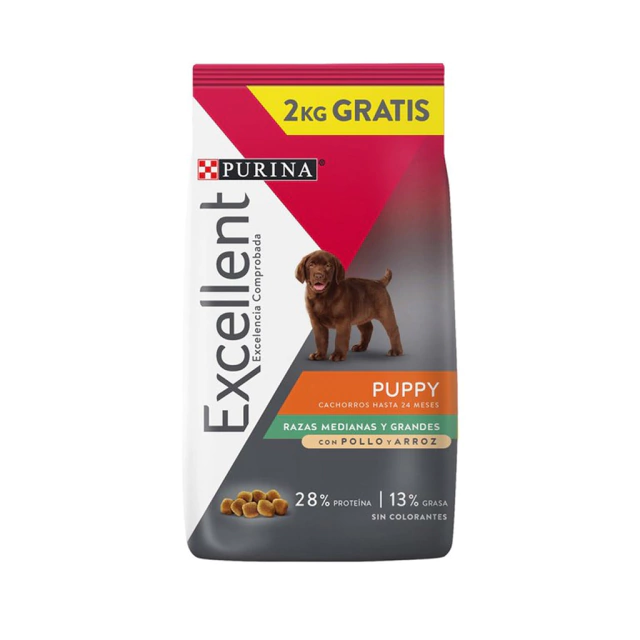 2KG GRATIS
PURINA®
Excellent
Excelencia Comprobada
PUPPY
CACHORROS HASTA 24 MESES
RAZAS MEDIANAS Y GRANDES
CON POLLO Y ARROZ
28% PROTEÍNA | 13% GRASA
SIN COLORANTES